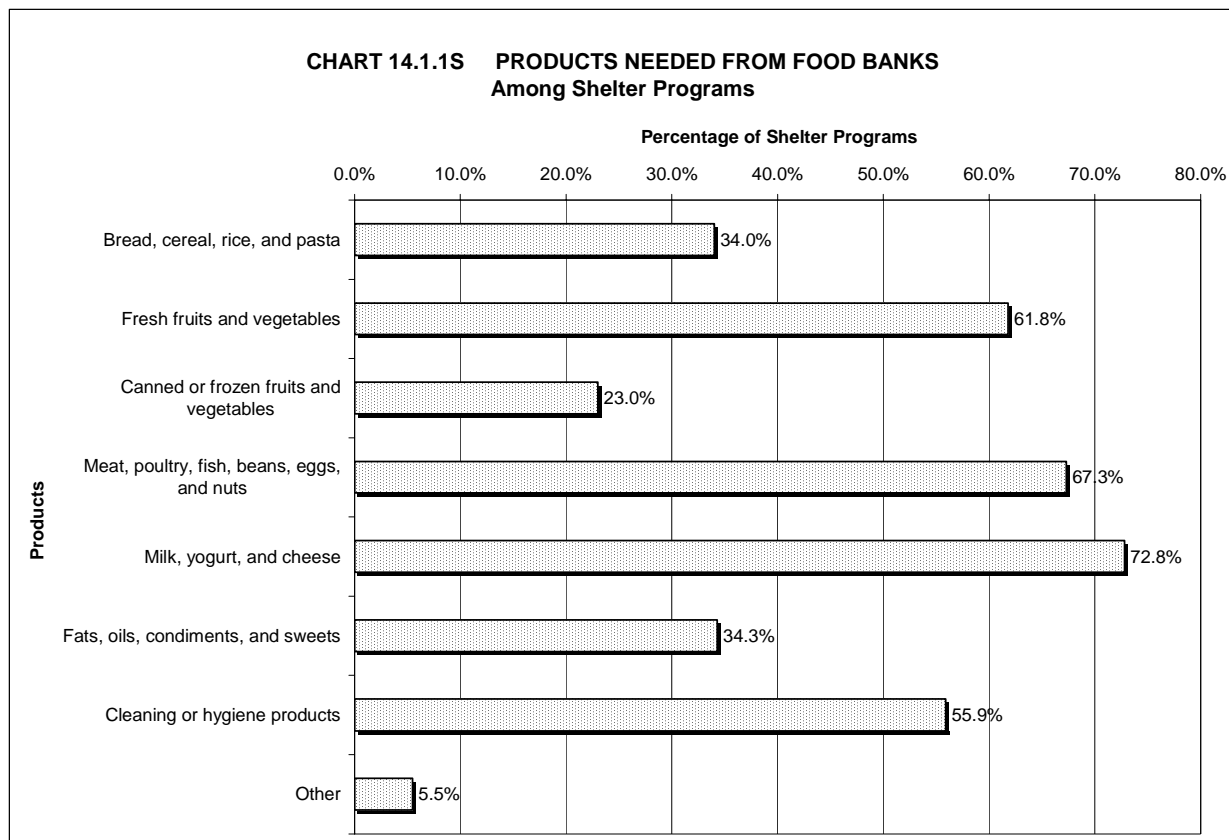 CHART 14.1.1S PRODUCTS NEEDED FROM FOOD BANKS
Among Shelter Programs
Percentage of Shelter Programs
0.0% 10.0% 20.0% 30.0% 40.0% 50.0% 60.0% 70.0% 80.0%
Products
Bread, cereal, rice, and pasta 34.0%
Fresh fruits and vegetables 61.8%
Canned or frozen fruits and
vegetables 23.0%
Meat, poultry, fish, beans, eggs,
and nuts 67.3%
Milk, yogurt, and cheese 72.8%
Fats, oils, condiments, and sweets 34.3%
Cleaning or hygiene products 55.9%
Other 5.5%